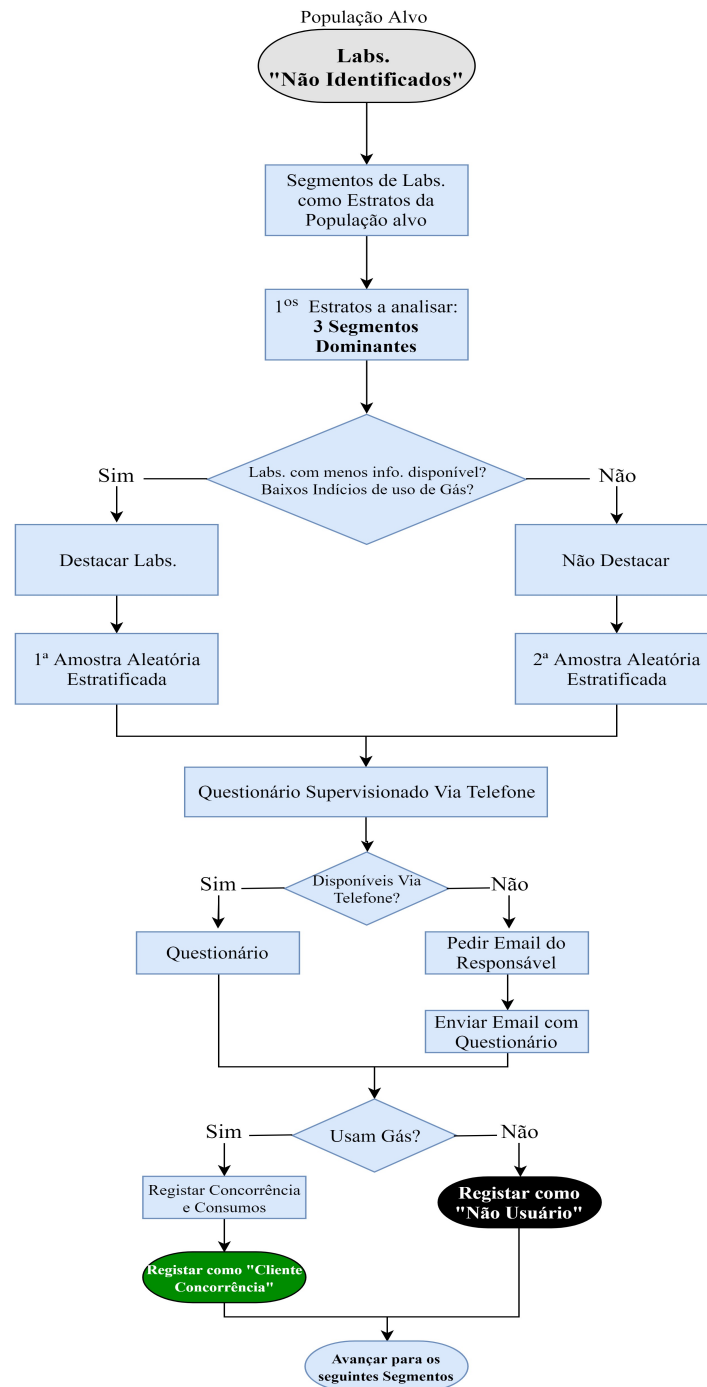 População Alvo
Labs.
"Não Identificados"
Segmentos de Labs.
como Estratos da
População alvo
1os Estratos a analisar:
3 Segmentos
Dominantes
Labs. com menos info. disponível?
Baixos Indícios de uso de Gás?
Sim
Não
Destacar Labs.
Não Destacar
1ª Amostra Aleatória
Estratificada
2ª Amostra Aleatória
Estratificada
Questionário Supervisionado Via Telefone
Disponíveis Via
Telefone?
Sim
Não
Questionário
Pedir Email do
Responsável
Enviar Email com
Questionário
Usam Gás?
Sim
Não
Registar Concorrência
e Consumos
Registar como
"Não Usuário"
Registar como "Cliente
Concorrência"
Avançar para os
seguintes Segmentos